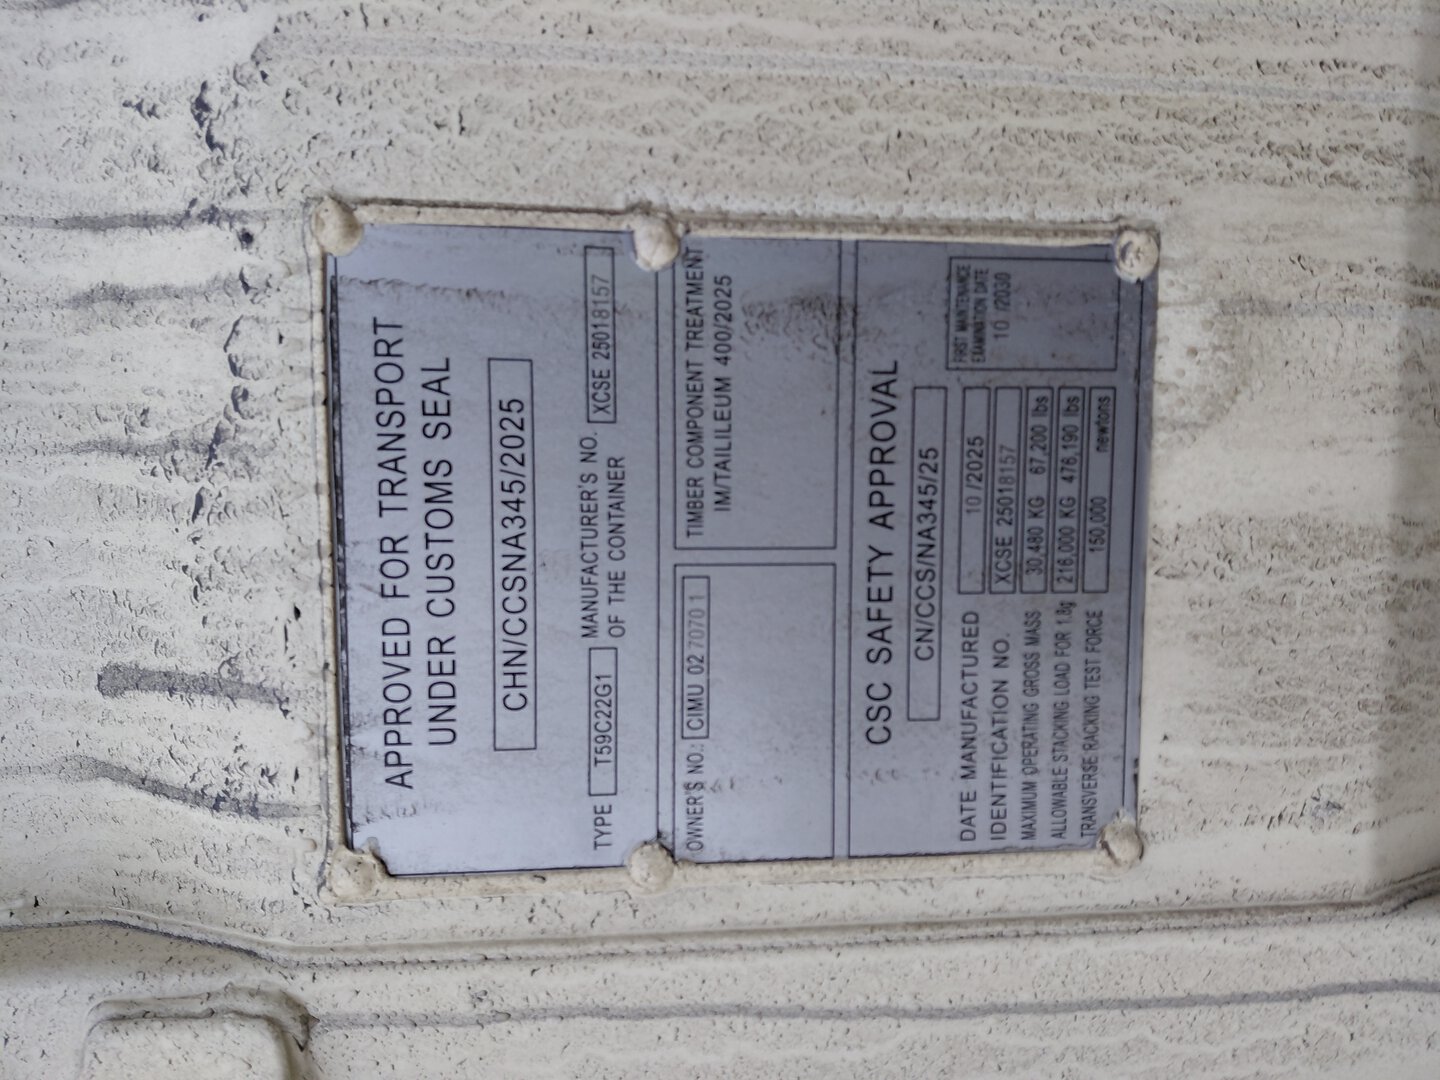 APPROVED FOR TRANSPORT
UNDER CUSTOMS SEAL
CHN/CCSNA345/2025
TYPE T59C22G1 MANUFACTURER'S NO. OF THE CONTAINER XCSE 25018157
OWNER'S NO.: CIMU 02 7070 1
TIMBER COMPONENT TREATMENT
IM/TAILILEUM 400/2025
CSC SAFETY APPROVAL
CN/CCS/NA345/25
FIRST MAINTENANCE
EXAMINATION DATE
10 /2030
DATE MANUFACTURED 10 /2025
IDENTIFICATION NO. XCSE 25018157
MAXIMUM OPERATING GROSS MASS 30,480 KG 67,200 lbs
ALLOWABLE STACKING LOAD FOR 1.8g 216,000 KG 476,190 lbs
TRANSVERSE RACKING TEST FORCE 150,000 newtons